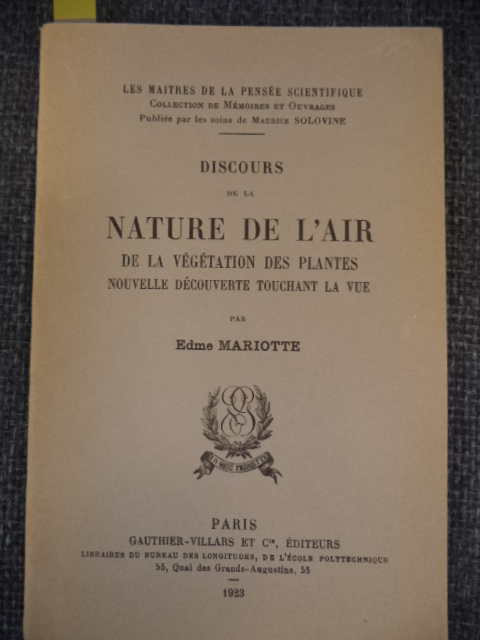 LES MAITRES DE LA PENSÉE SCIENTIFIQUE
COLLECTION DE MÉMOIRES ET OUVRAGES
Publiée par les soins de MAURICE SOLOVINE
DISCOURS
DE LA
NATURE DE L'AIR
DE LA VÉGÉTATION DES PLANTES
NOUVELLE DÉCOUVERTE TOUCHANT LA VUE
PAR
Edme MARIOTTE
PARIS
GAUTHIER-VILLARS ET Cie, ÉDITEURS
LIBRAIRES DU BUREAU DES LONGITUDES, DE L'ÉCOLE POLYTECHNIQUE
55, Quai des Grands-Augustins, 55
1923